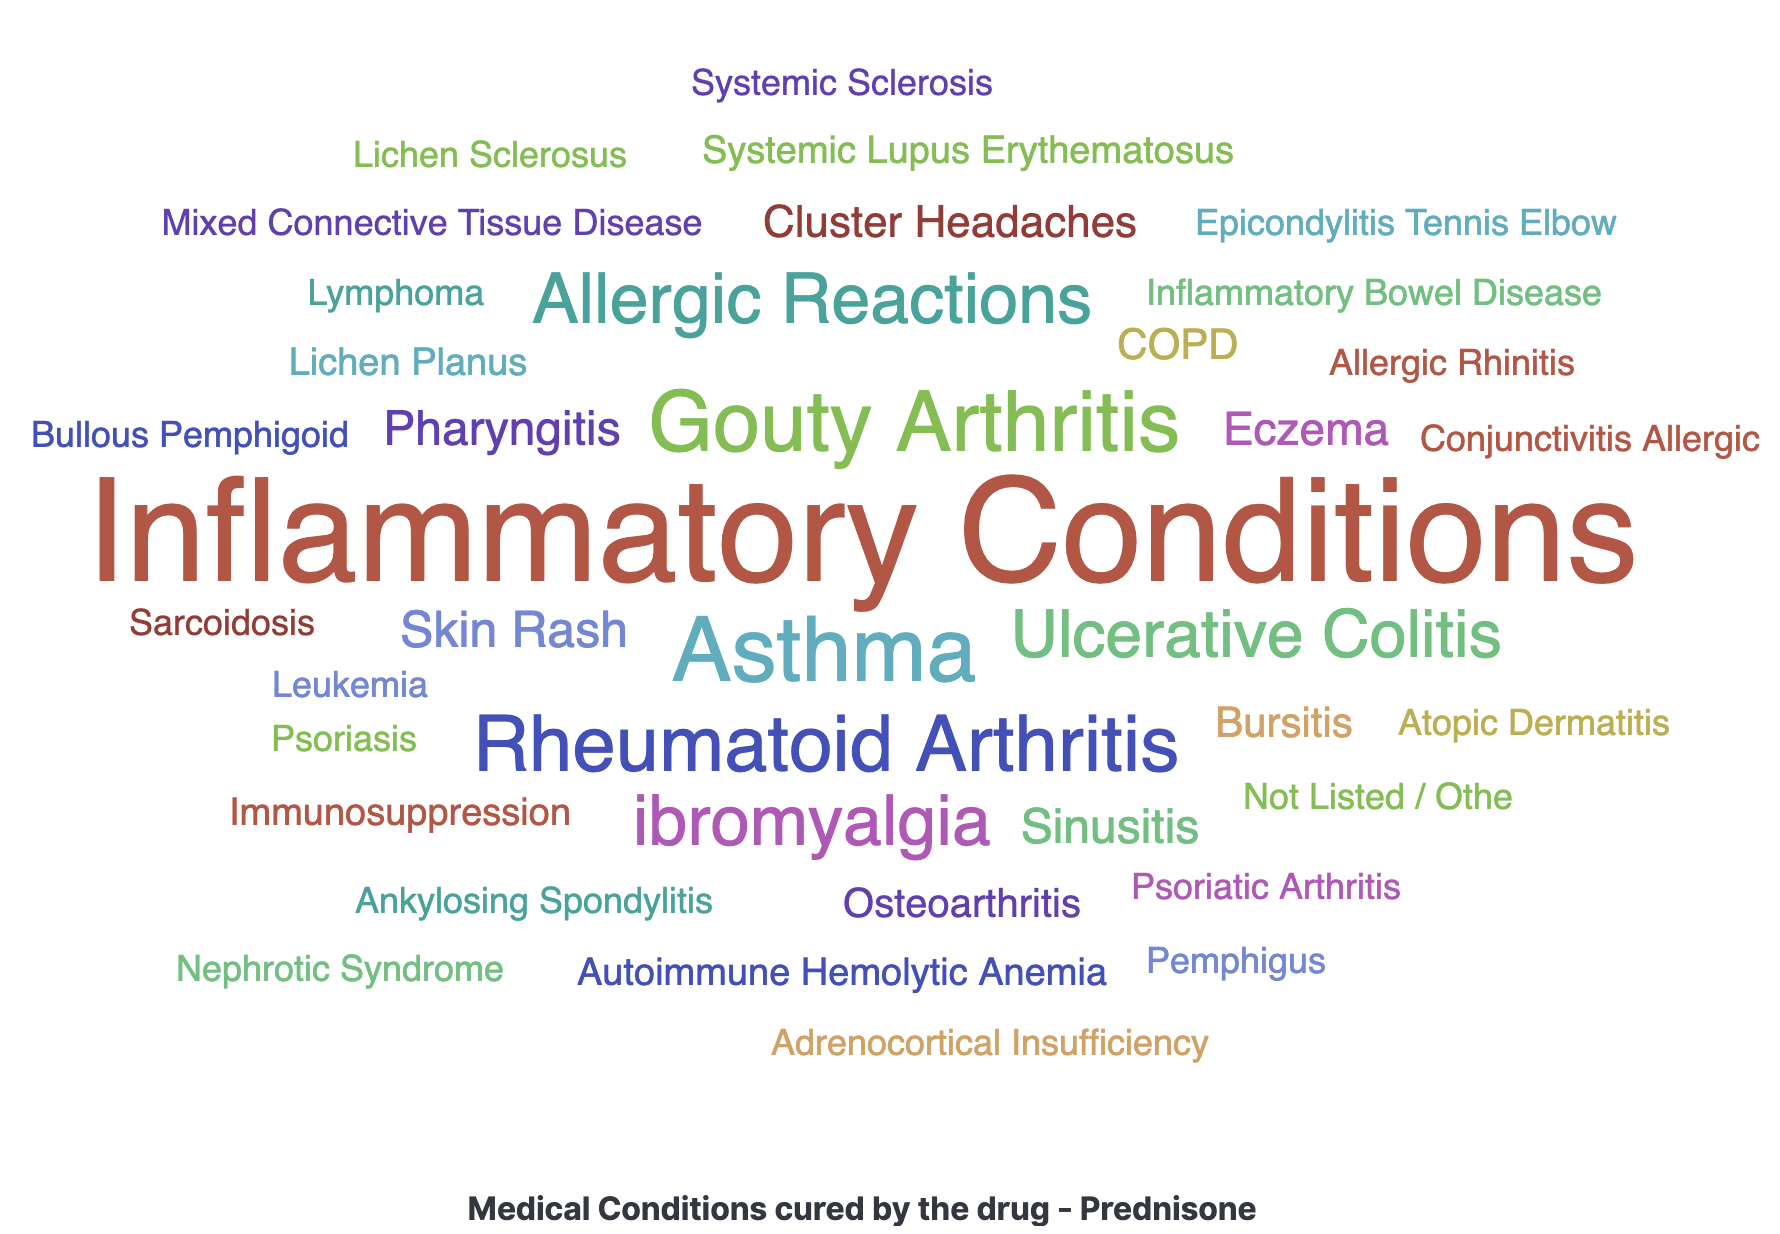 Systemic Sclerosis
Lichen Sclerosus
Systemic Lupus Erythematosus
Mixed Connective Tissue Disease
Cluster Headaches
Epicondylitis Tennis Elbow
Lymphoma
Allergic Reactions
Inflammatory Bowel Disease
COPD
Lichen Planus
Allergic Rhinitis
Bullous Pemphigoid
Pharyngitis
Gouty Arthritis
Eczema
Conjunctivitis Allergic
Inflammatory Conditions
Sarcoidosis
Skin Rash
Asthma
Ulcerative Colitis
Leukemia
Psoriasis
Rheumatoid Arthritis
Bursitis
Atopic Dermatitis
Immunosuppression
ibromyalgia
Sinusitis
Not Listed / Othe
Ankylosing Spondylitis
Osteoarthritis
Psoriatic Arthritis
Nephrotic Syndrome
Autoimmune Hemolytic Anemia
Pemphigus
Adrenocortical Insufficiency
Medical Conditions cured by the drug - Prednisone